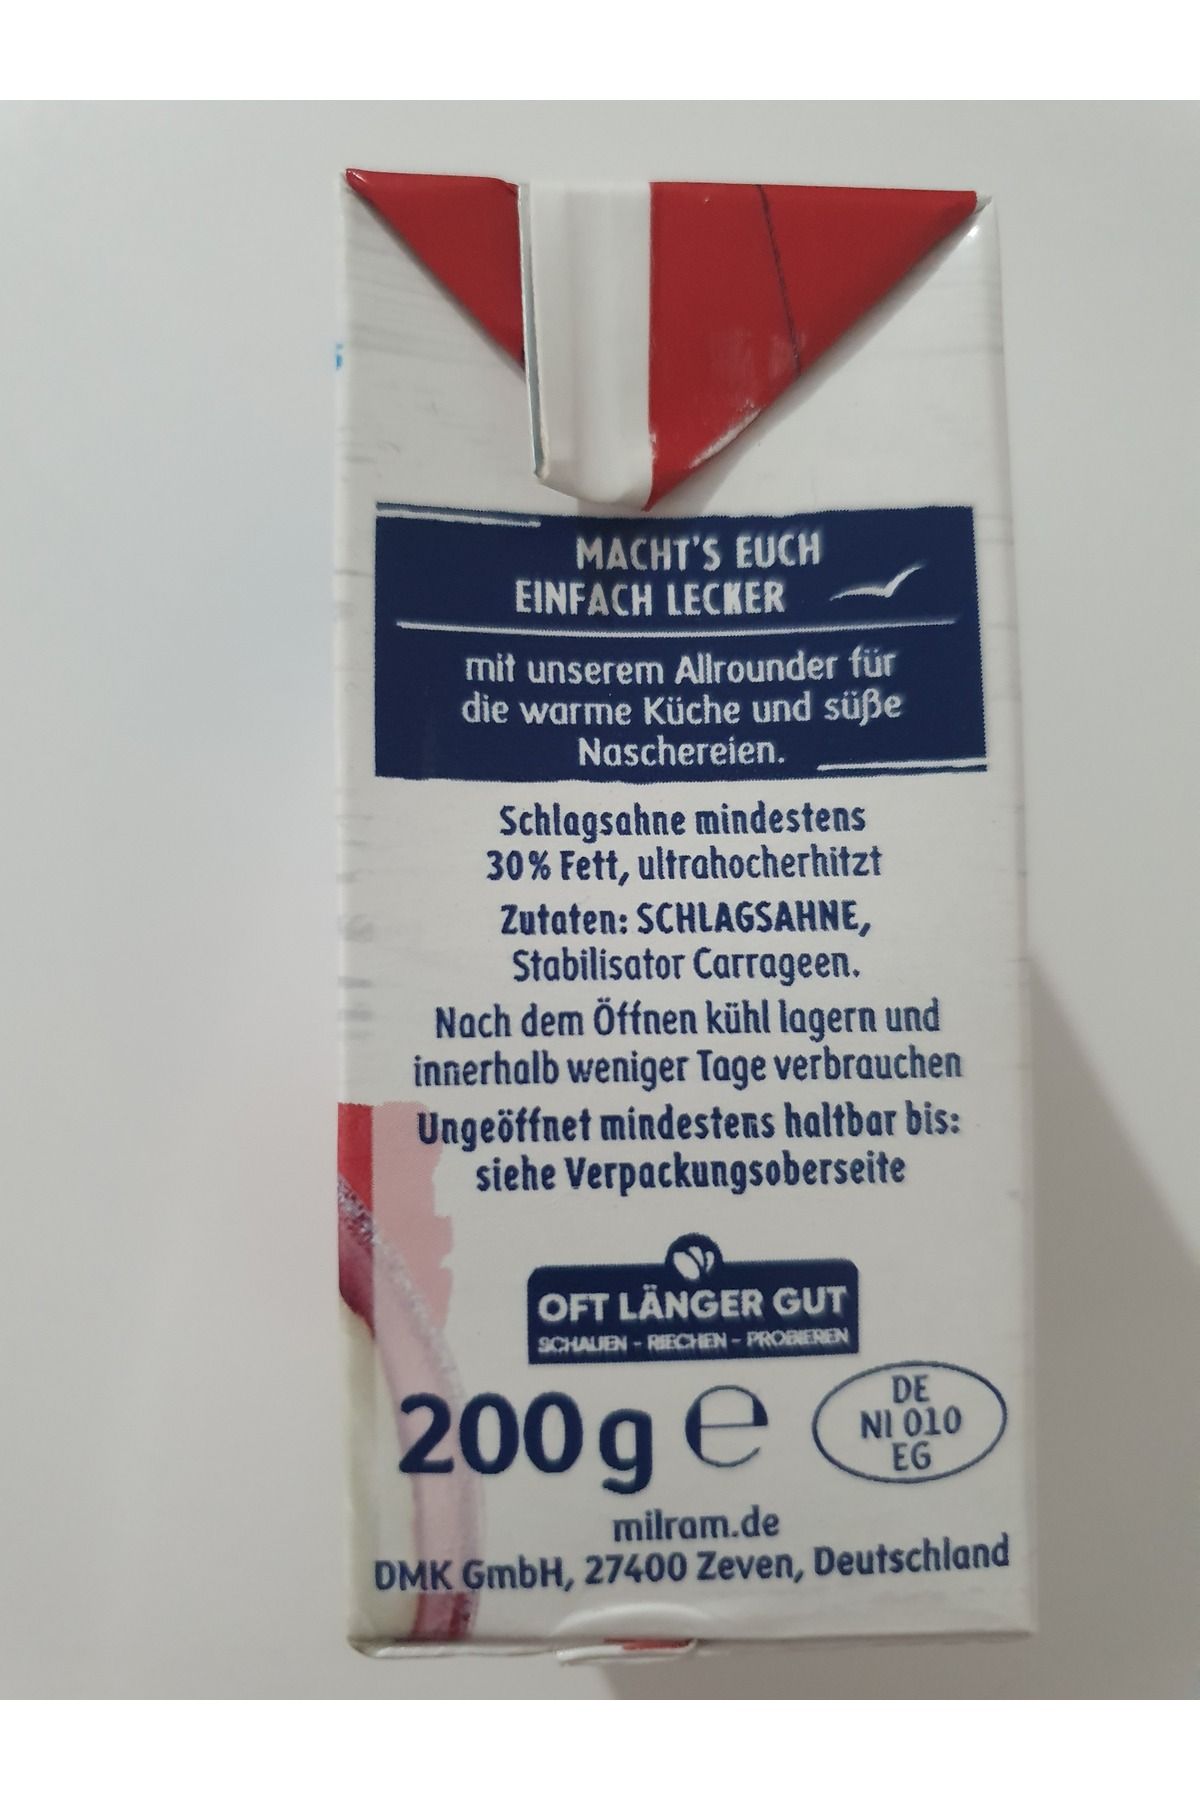 MACHT'S EUCH
EINFACH LECKER
mit unserem Allrounder für
die warme Küche und süße
Naschereien.
Schlagsahne mindestens
30% Fett, ultrahocherhitzt
Zutaten: SCHLAGSAHNE,
Stabilisator Carrageen.
Nach dem Öffnen kühl lagern und
innerhalb weniger Tage verbrauchen
Ungeöffnet mindestens haltbar bis:
siehe Verpackungsoberseite
OFT LÄNGER GUT
SCHAUEN - RIECHEN - PROBIEREN
200g ℮
DE
NI 010
EG
milram.de
DMK GmbH, 27400 Zeven, Deutschland